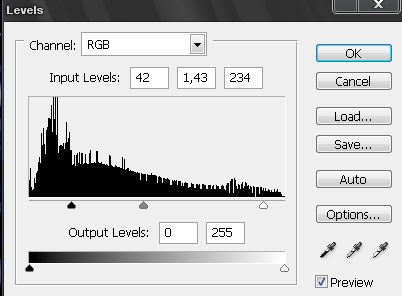 Levels
Channel: RGB
Input Levels: 42 1,43 234
Output Levels: 0 255
OK
Cancel
Load...
Save...
Auto
Options...
Preview